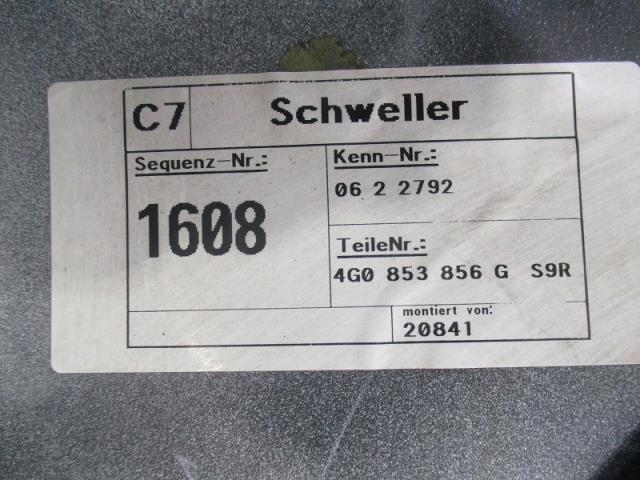 C7 Schweller
Sequenz-Nr.:
1608
Kenn-Nr.:
06 2 2792
TeileNr.:
4G0 853 856 G S9R
montiert von:
20841